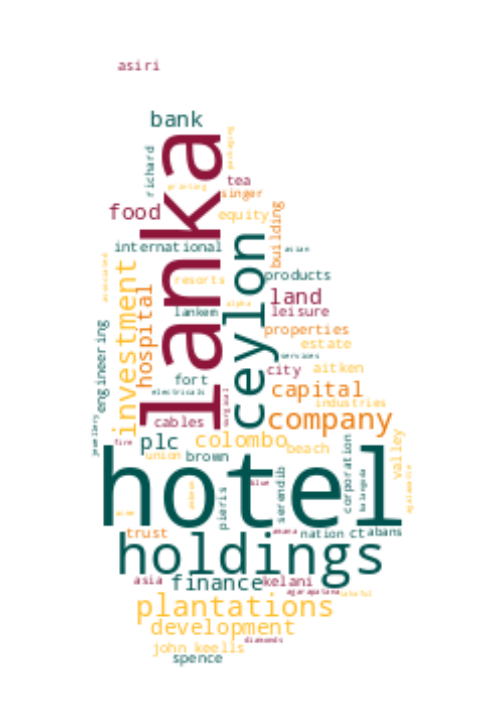 asiri
bank
richard
packaging
printing
tea
singer
food
equity
building
lanka
international
asian
ceylon
associated
resorts
products
investment
hospital
land
alpha
lankem
leisure
engineering
properties
estate
services
fort
city
aitken
electricals
capital
industries
jewellery
cables
company
plc
colombo
fire
union
brown
beach
corporation
valley
hotel
blue
pieris
serendib
balangoda
trust
nation
ct
abans
holdings
asia
finance
kelani
agarapatana
plantations
development
diamonds
john keells
spence